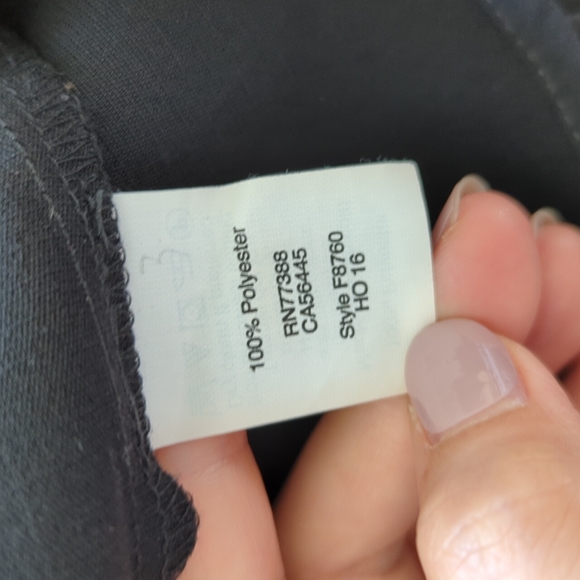 100% Polyester
RN77388
CA56445
Style F8760
HO 16